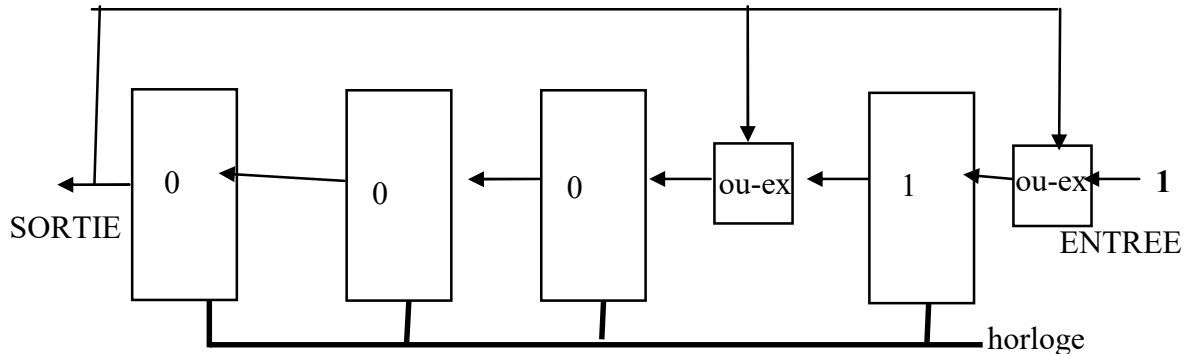 0
0
0
ou-ex
1
ou-ex
1
SORTIE
ENTREE
horloge